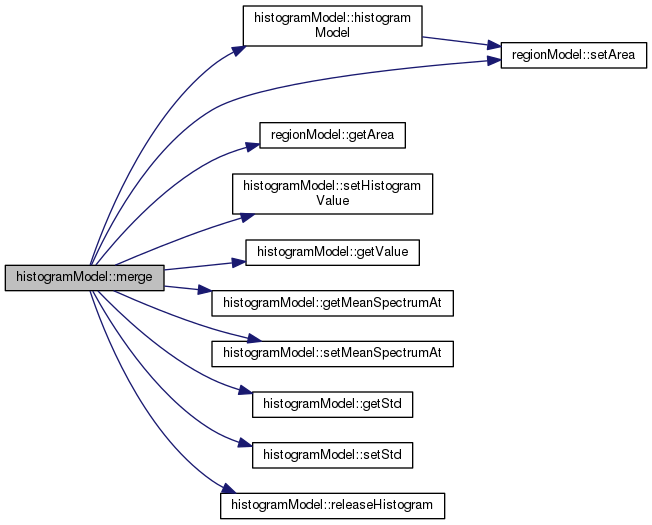 histogramModel::histogram
Model
regionModel::setArea
regionModel::getArea
histogramModel::setHistogram
Value
histogramModel::getValue
histogramModel::merge
histogramModel::getMeanSpectrumAt
histogramModel::setMeanSpectrumAt
histogramModel::getStd
histogramModel::setStd
histogramModel::releaseHistogram